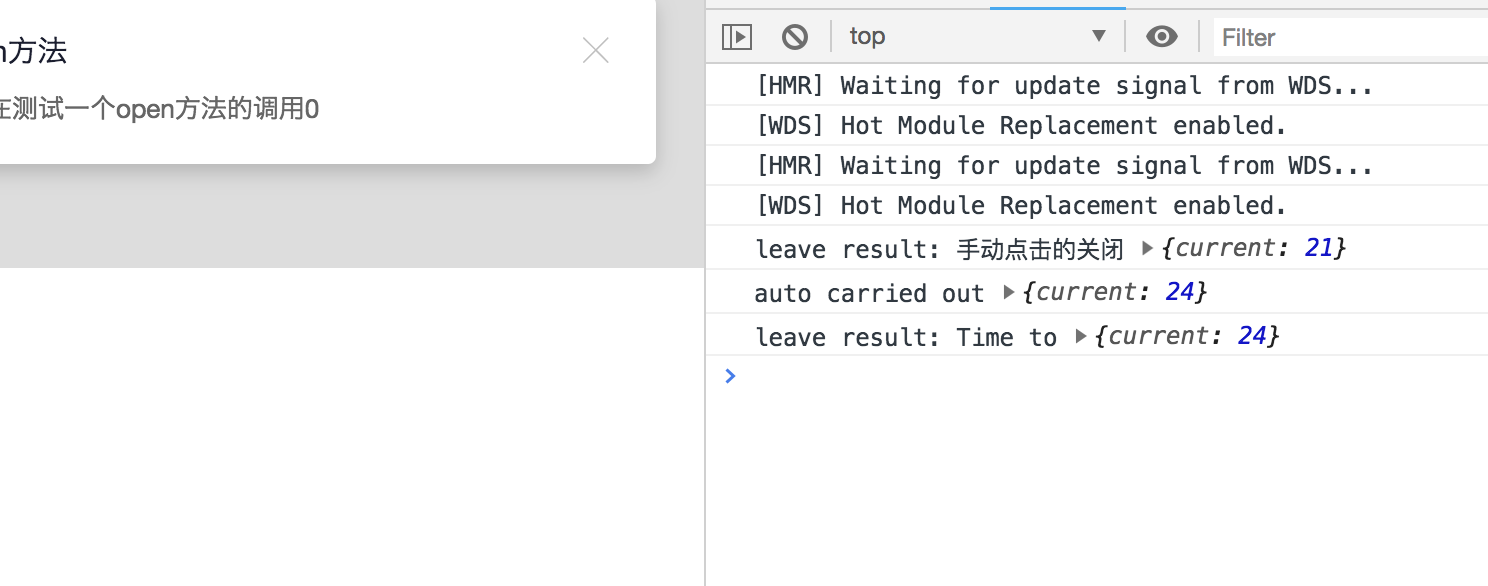 n方法
在测试一个open方法的调用0
top
Filter
[HMR] Waiting for update signal from WDS...
[WDS] Hot Module Replacement enabled.
[HMR] Waiting for update signal from WDS...
[WDS] Hot Module Replacement enabled.
leave result: 手动点击的关闭 ▶{current: 21}
auto carried out ▶{current: 24}
leave result: Time to ▶{current: 24}